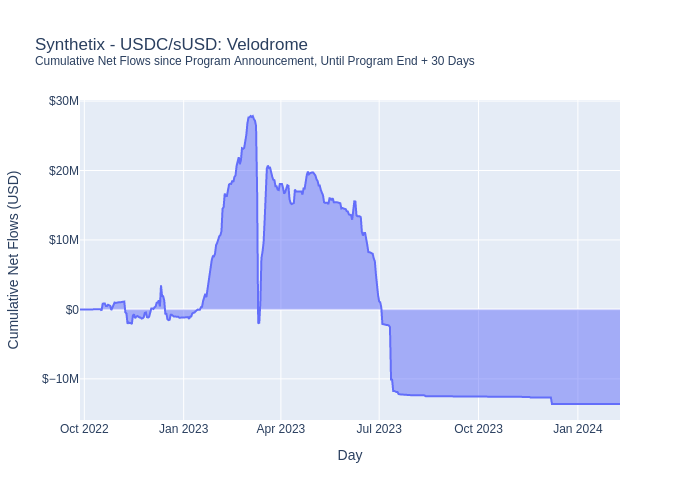 Synthetix - USDC/sUSD: Velodrome
Cumulative Net Flows since Program Announcement, Until Program End + 30 Days
Cumulative Net Flows (USD)
$30M
$20M
$10M
$0
$−10M
Oct 2022
Jan 2023
Apr 2023
Jul 2023
Oct 2023
Jan 2024
Day